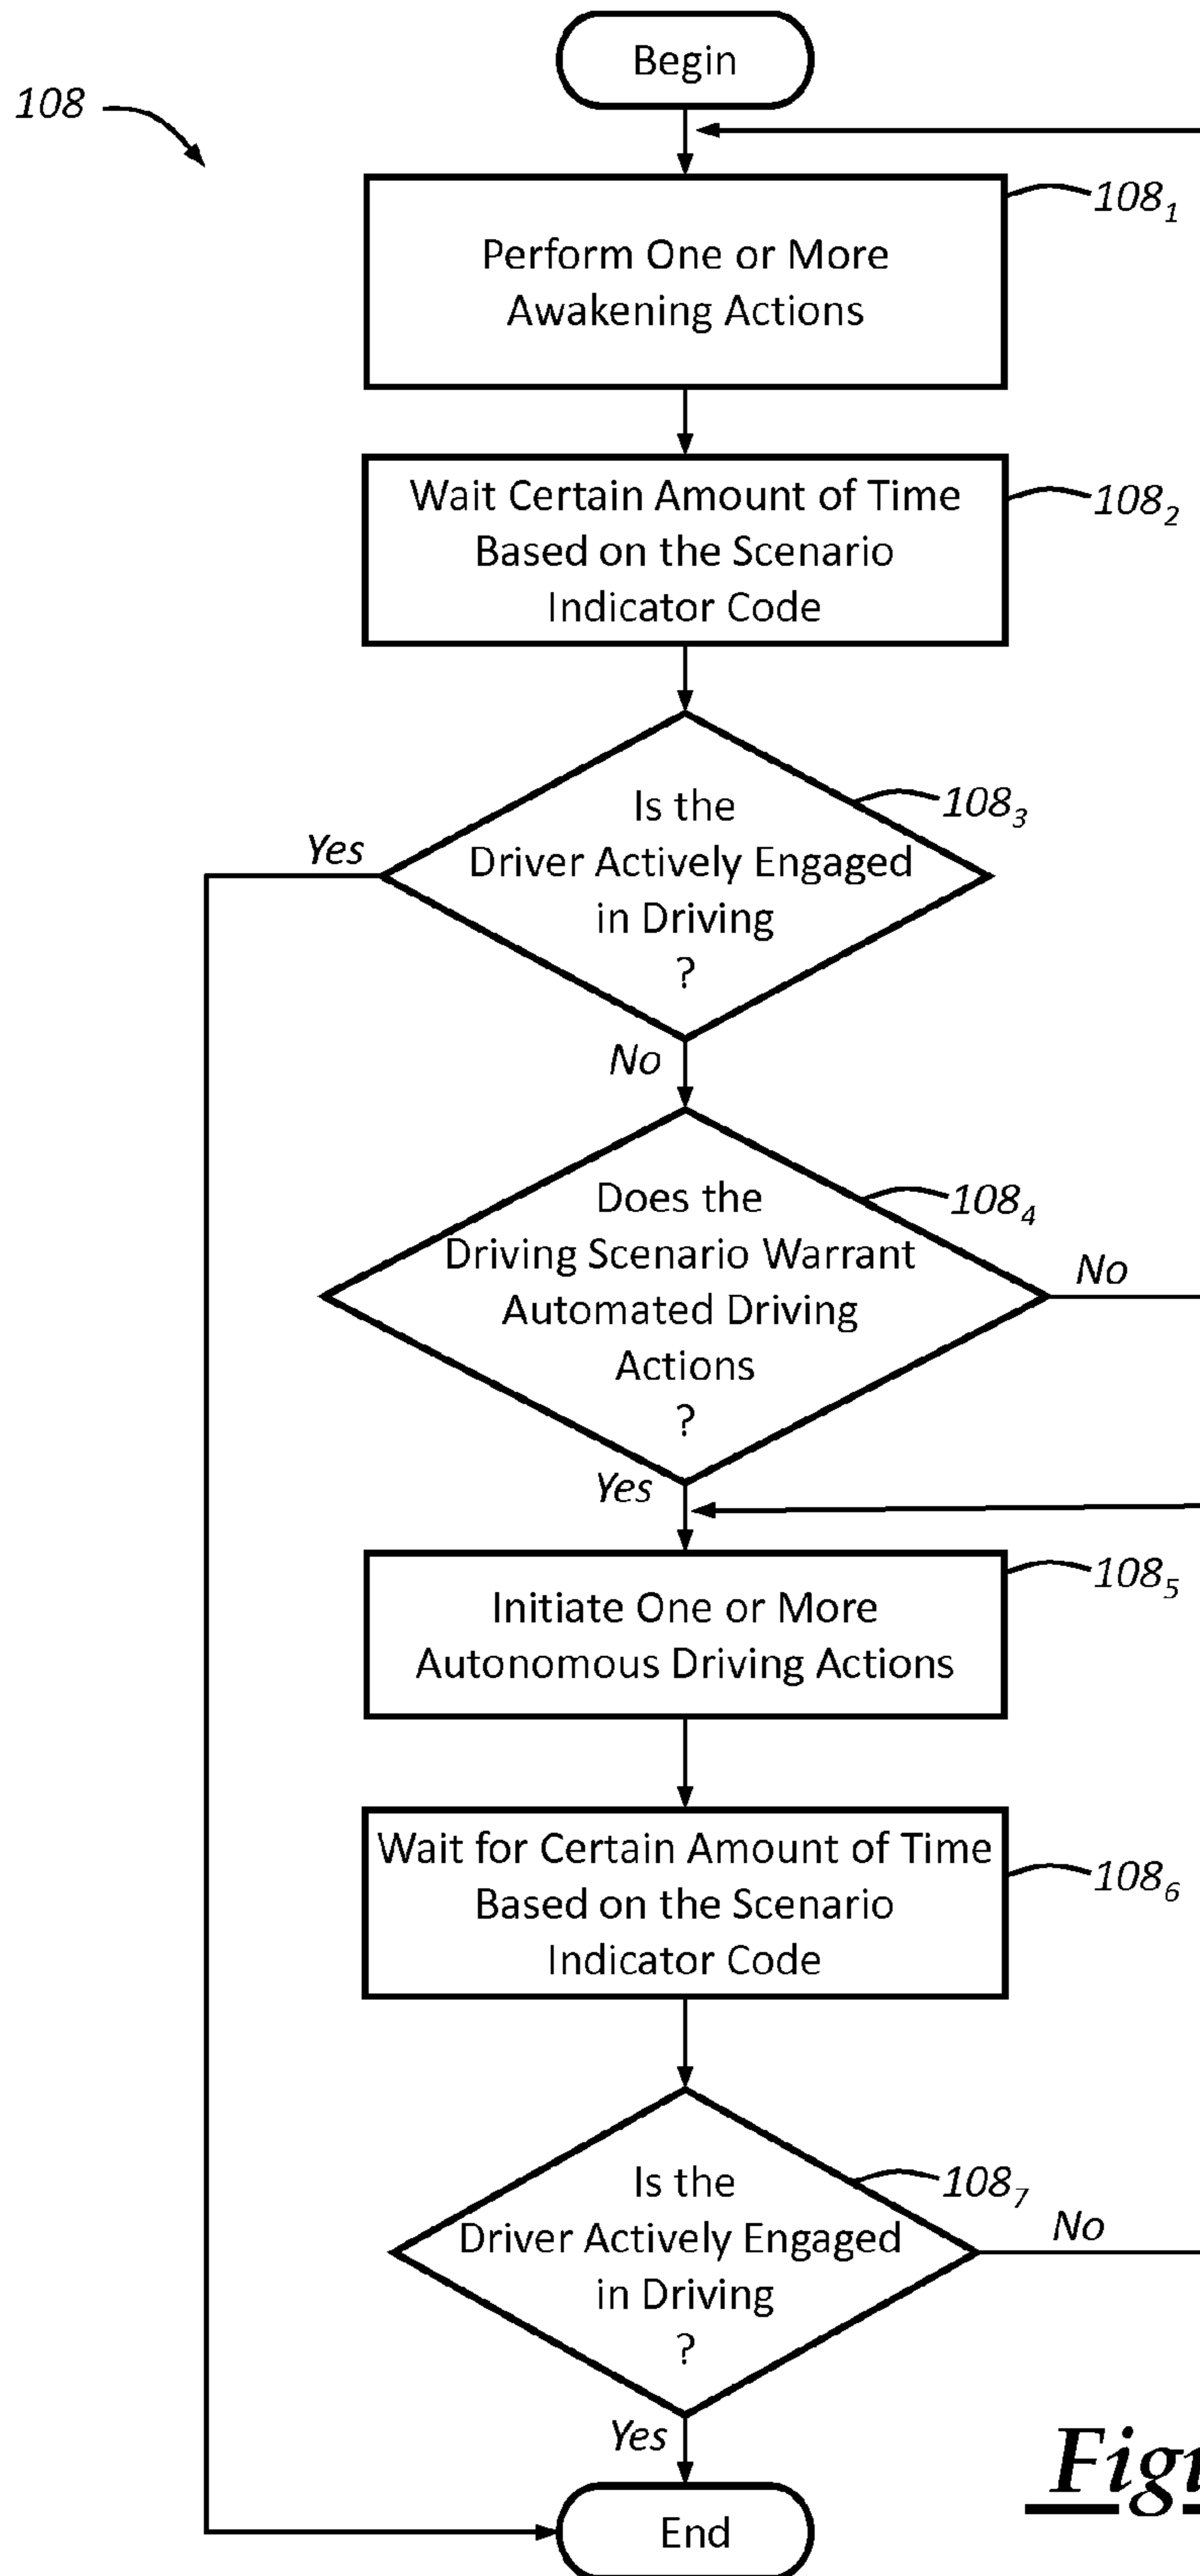 Begin
108
108₁
Perform One or More
Awakening Actions
108₂
Wait Certain Amount of Time
Based on the Scenario
Indicator Code
108₃
Is the
Driver Actively Engaged
in Driving
?
Yes
No
108₄
Does the
Driving Scenario Warrant
Automated Driving
Actions
?
No
Yes
108₅
Initiate One or More
Autonomous Driving Actions
108₆
Wait for Certain Amount of Time
Based on the Scenario
Indicator Code
108₇
Is the
Driver Actively Engaged
in Driving
?
No
Yes
End